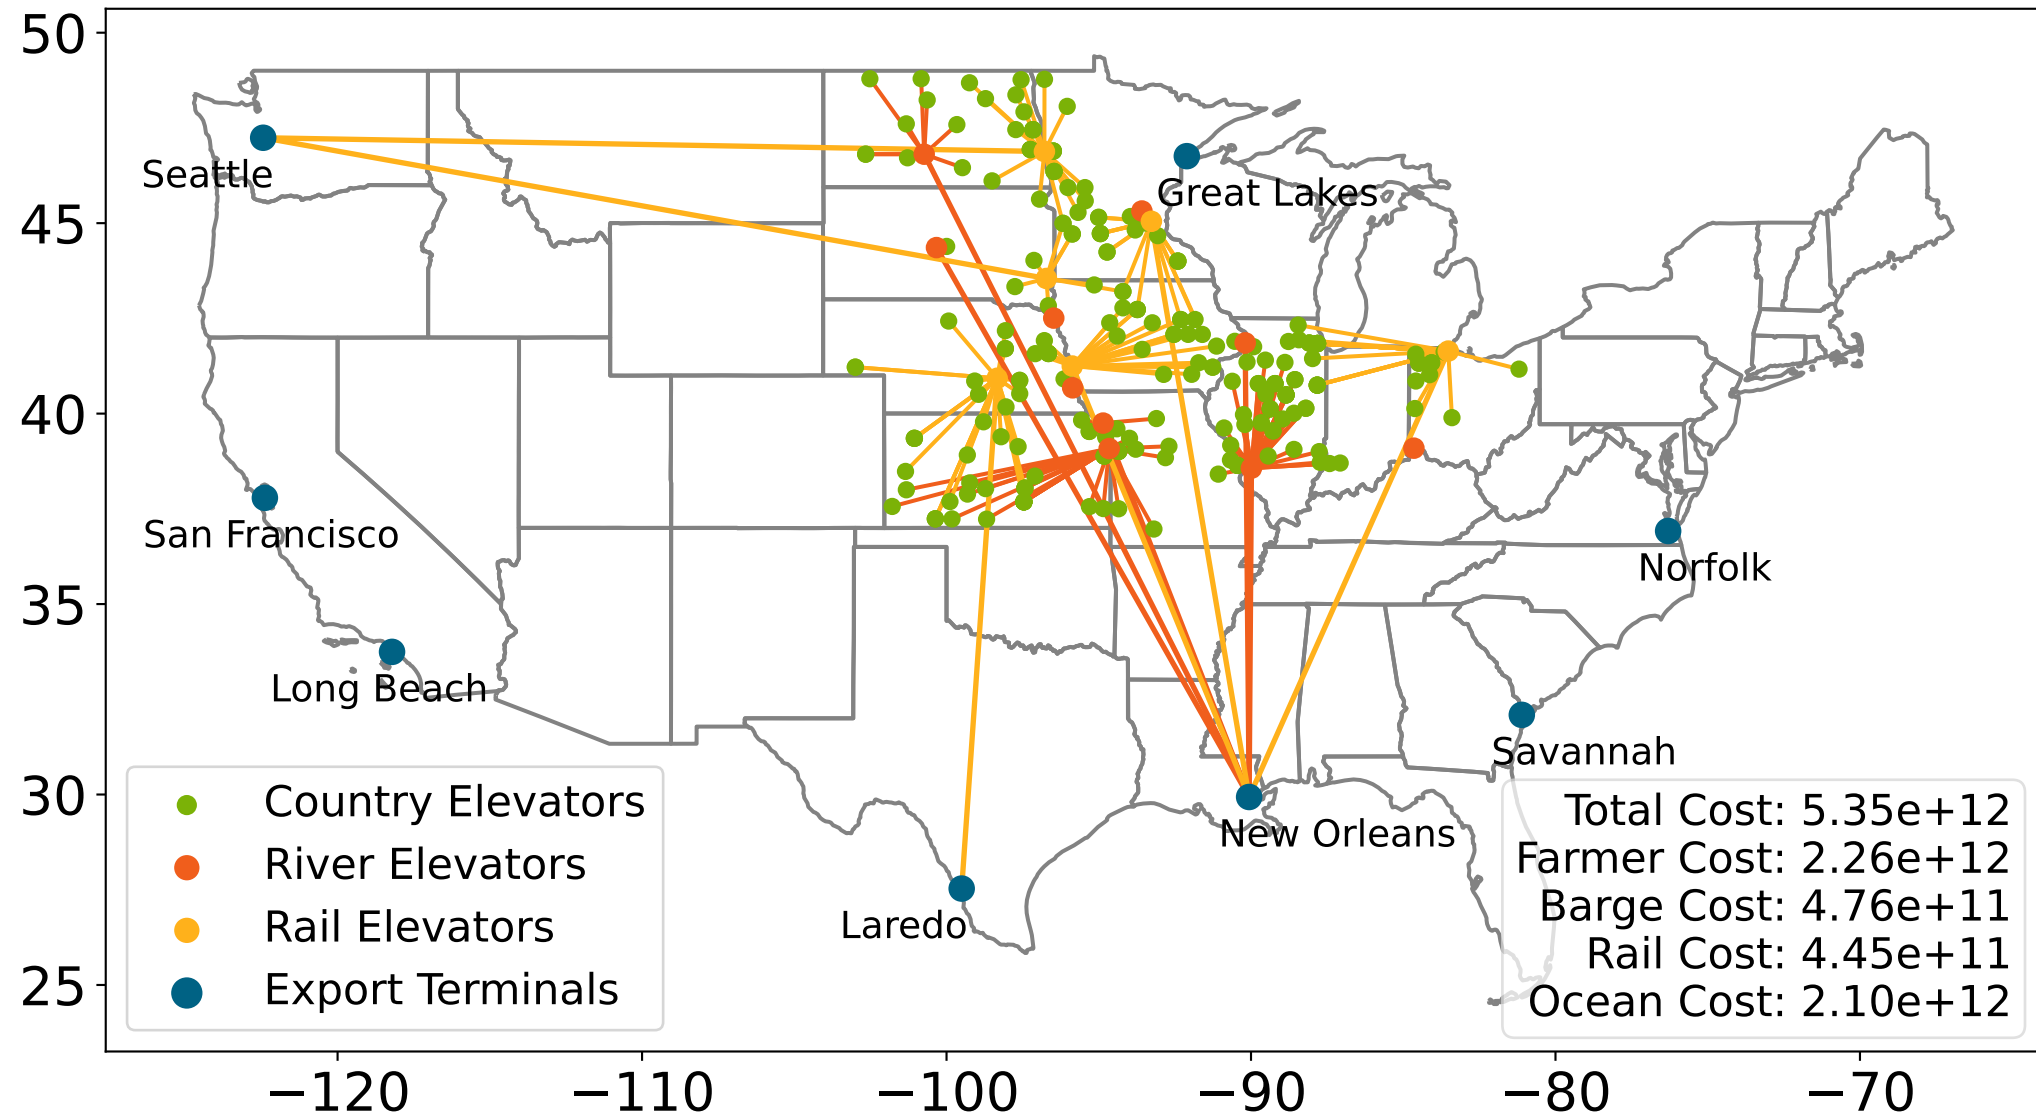 50
45
40
35
30
25
−120
−110
−100
−90
−80
−70
Seattle
Great Lakes
San Francisco
Norfolk
Long Beach
Savannah
New Orleans
Laredo
Country Elevators
River Elevators
Rail Elevators
Export Terminals
Total Cost: 5.35e+12
Farmer Cost: 2.26e+12
Barge Cost: 4.76e+11
Rail Cost: 4.45e+11
Ocean Cost: 2.10e+12